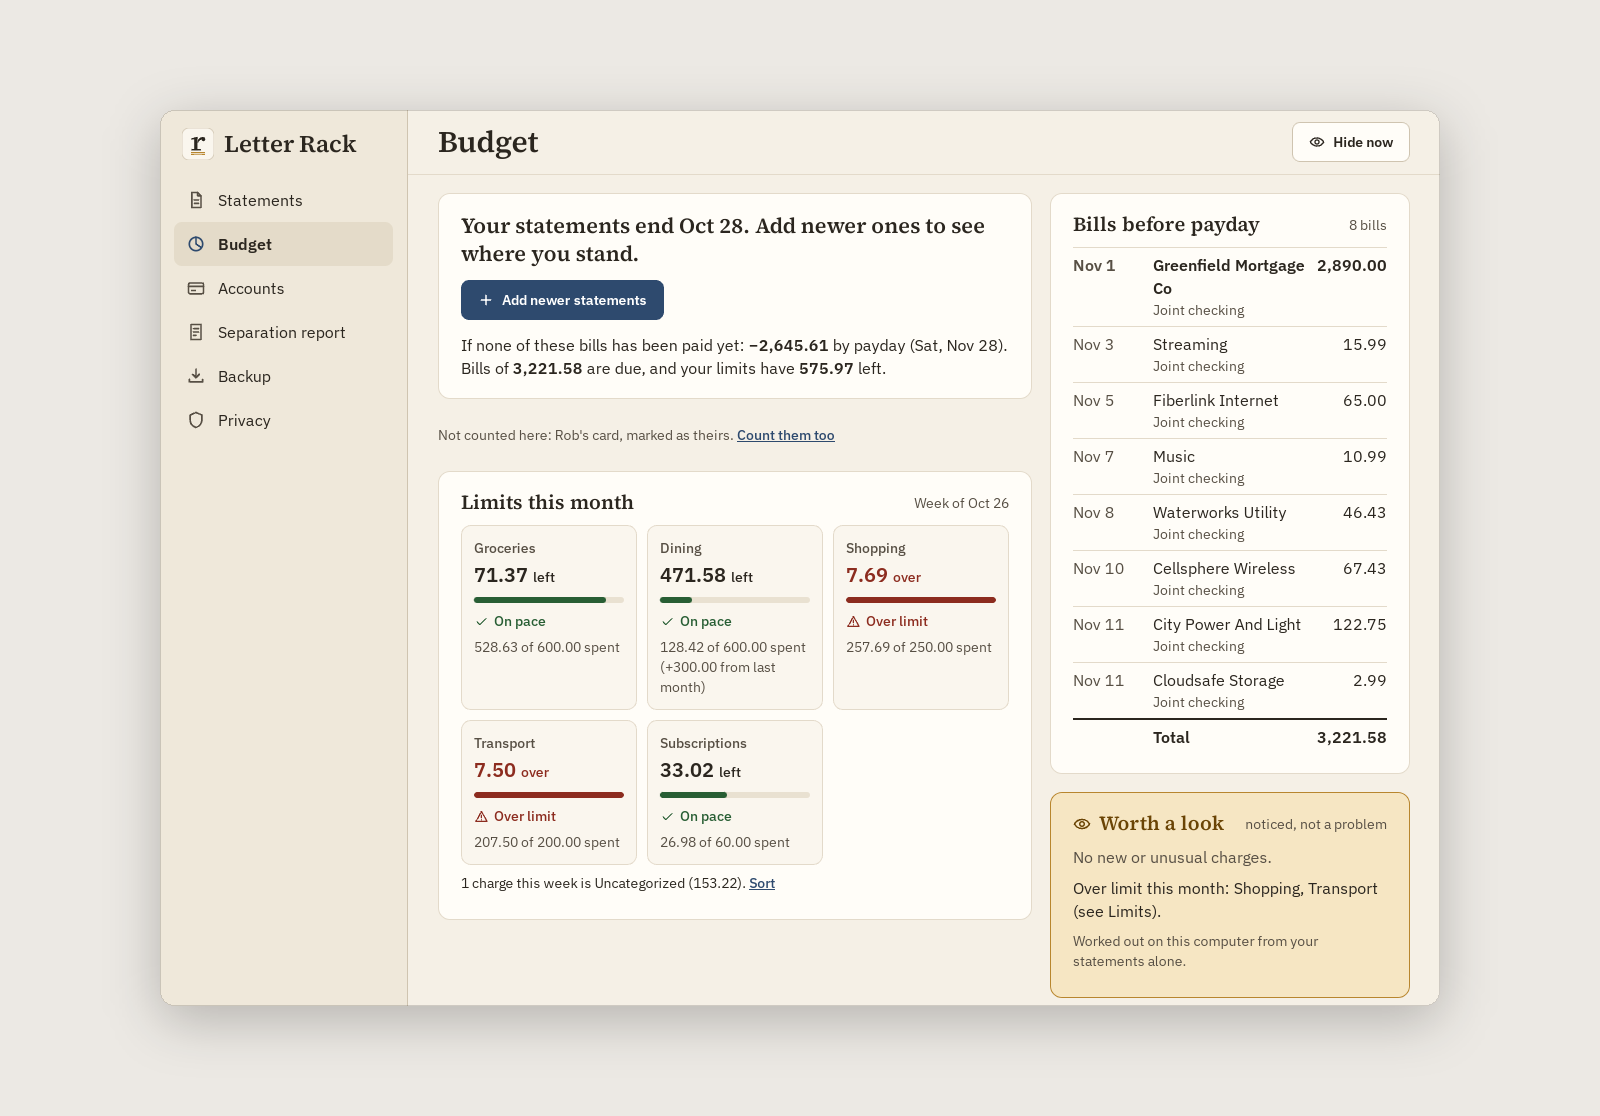 r Letter Rack
Statements
Budget
Accounts
Separation report
Backup
Privacy
Budget
Hide now
Your statements end Oct 28. Add newer ones to see
where you stand.
Add newer statements
If none of these bills has been paid yet: −2,645.61 by payday (Sat, Nov 28).
Bills of 3,221.58 are due, and your limits have 575.97 left.
Not counted here: Rob's card, marked as theirs. Count them too
Limits this month Week of Oct 26
Groceries
71.37 left
On pace
528.63 of 600.00 spent
Dining
471.58 left
On pace
128.42 of 600.00 spent
(+300.00 from last
month)
Shopping
7.69 over
Over limit
257.69 of 250.00 spent
Transport
7.50 over
Over limit
207.50 of 200.00 spent
Subscriptions
33.02 left
On pace
26.98 of 60.00 spent
1 charge this week is Uncategorized (153.22). Sort
Bills before payday 8 bills
Nov 1 Greenfield Mortgage 2,890.00
Co
Joint checking
Nov 3 Streaming 15.99
Joint checking
Nov 5 Fiberlink Internet 65.00
Joint checking
Nov 7 Music 10.99
Joint checking
Nov 8 Waterworks Utility 46.43
Joint checking
Nov 10 Cellsphere Wireless 67.43
Joint checking
Nov 11 City Power And Light 122.75
Joint checking
Nov 11 Cloudsafe Storage 2.99
Joint checking
Total 3,221.58
Worth a look noticed, not a problem
No new or unusual charges.
Over limit this month: Shopping, Transport
(see Limits).
Worked out on this computer from your
statements alone.